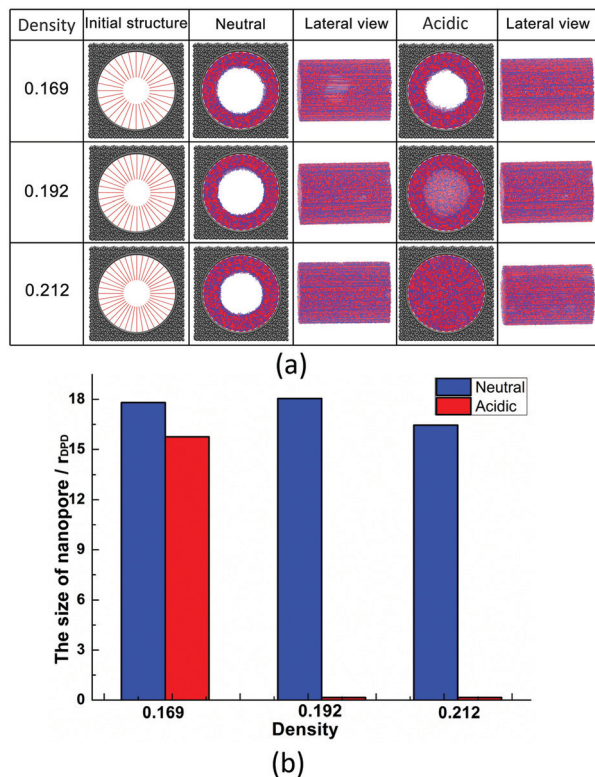 Density Initial structure Neutral Lateral view Acidic Lateral view
0.169
0.192
0.212
(a)
Neutral
Acidic
The size of nanopore / rDPD
18
15
12
9
6
3
0
0.169 0.192 0.212
Density
(b)